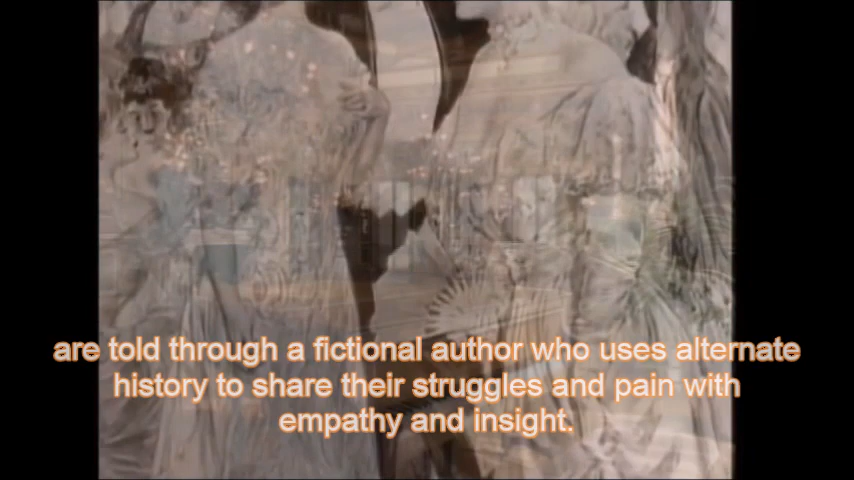 are told through a fictional author who uses alternate
history to share their struggles and pain with
empathy and insight.